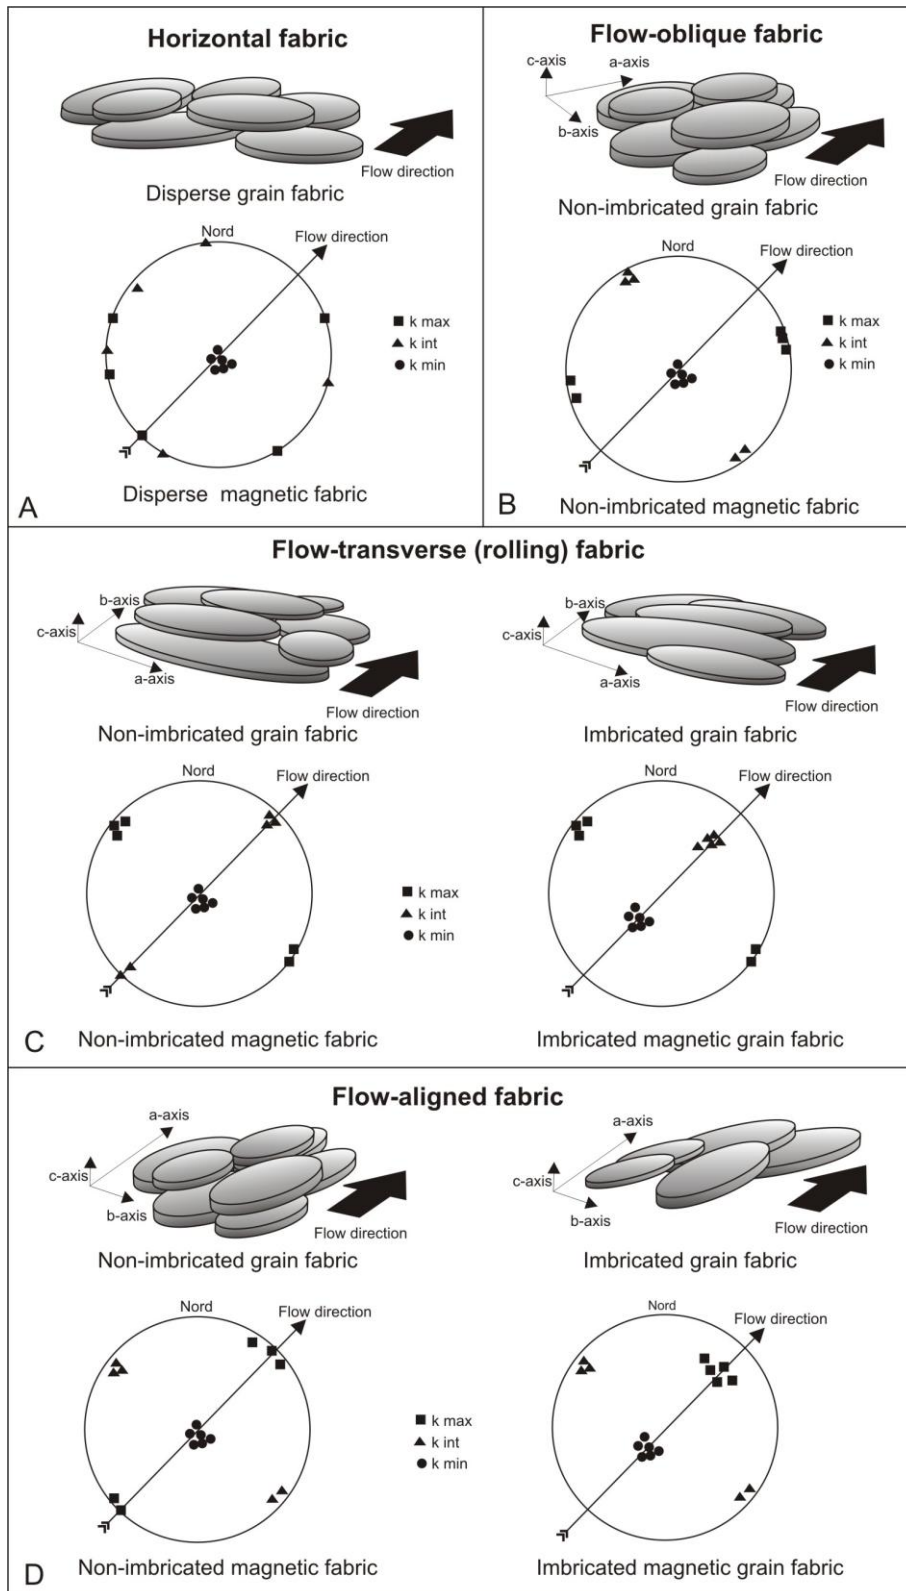 Horizontal fabric
Flow direction
Disperse grain fabric
Nord
Flow direction
k max
k int
k min
A
Disperse magnetic fabric
Flow-oblique fabric
c-axis
a-axis
b-axis
Flow direction
Non-imbricated grain fabric
Nord
Flow direction
k max
k int
k min
B
Non-imbricated magnetic fabric
Flow-transverse (rolling) fabric
b-axis
c-axis
a-axis
Flow direction
Non-imbricated grain fabric
b-axis
c-axis
a-axis
Flow direction
Imbricated grain fabric
Nord
Flow direction
k max
k int
k min
Nord
Flow direction
C
Non-imbricated magnetic fabric
Imbricated magnetic grain fabric
Flow-aligned fabric
a-axis
c-axis
b-axis
Flow direction
Non-imbricated grain fabric
a-axis
c-axis
b-axis
Flow direction
Imbricated grain fabric
Nord
Flow direction
k max
k int
k min
Nord
Flow direction
D
Non-imbricated magnetic fabric
Imbricated magnetic grain fabric